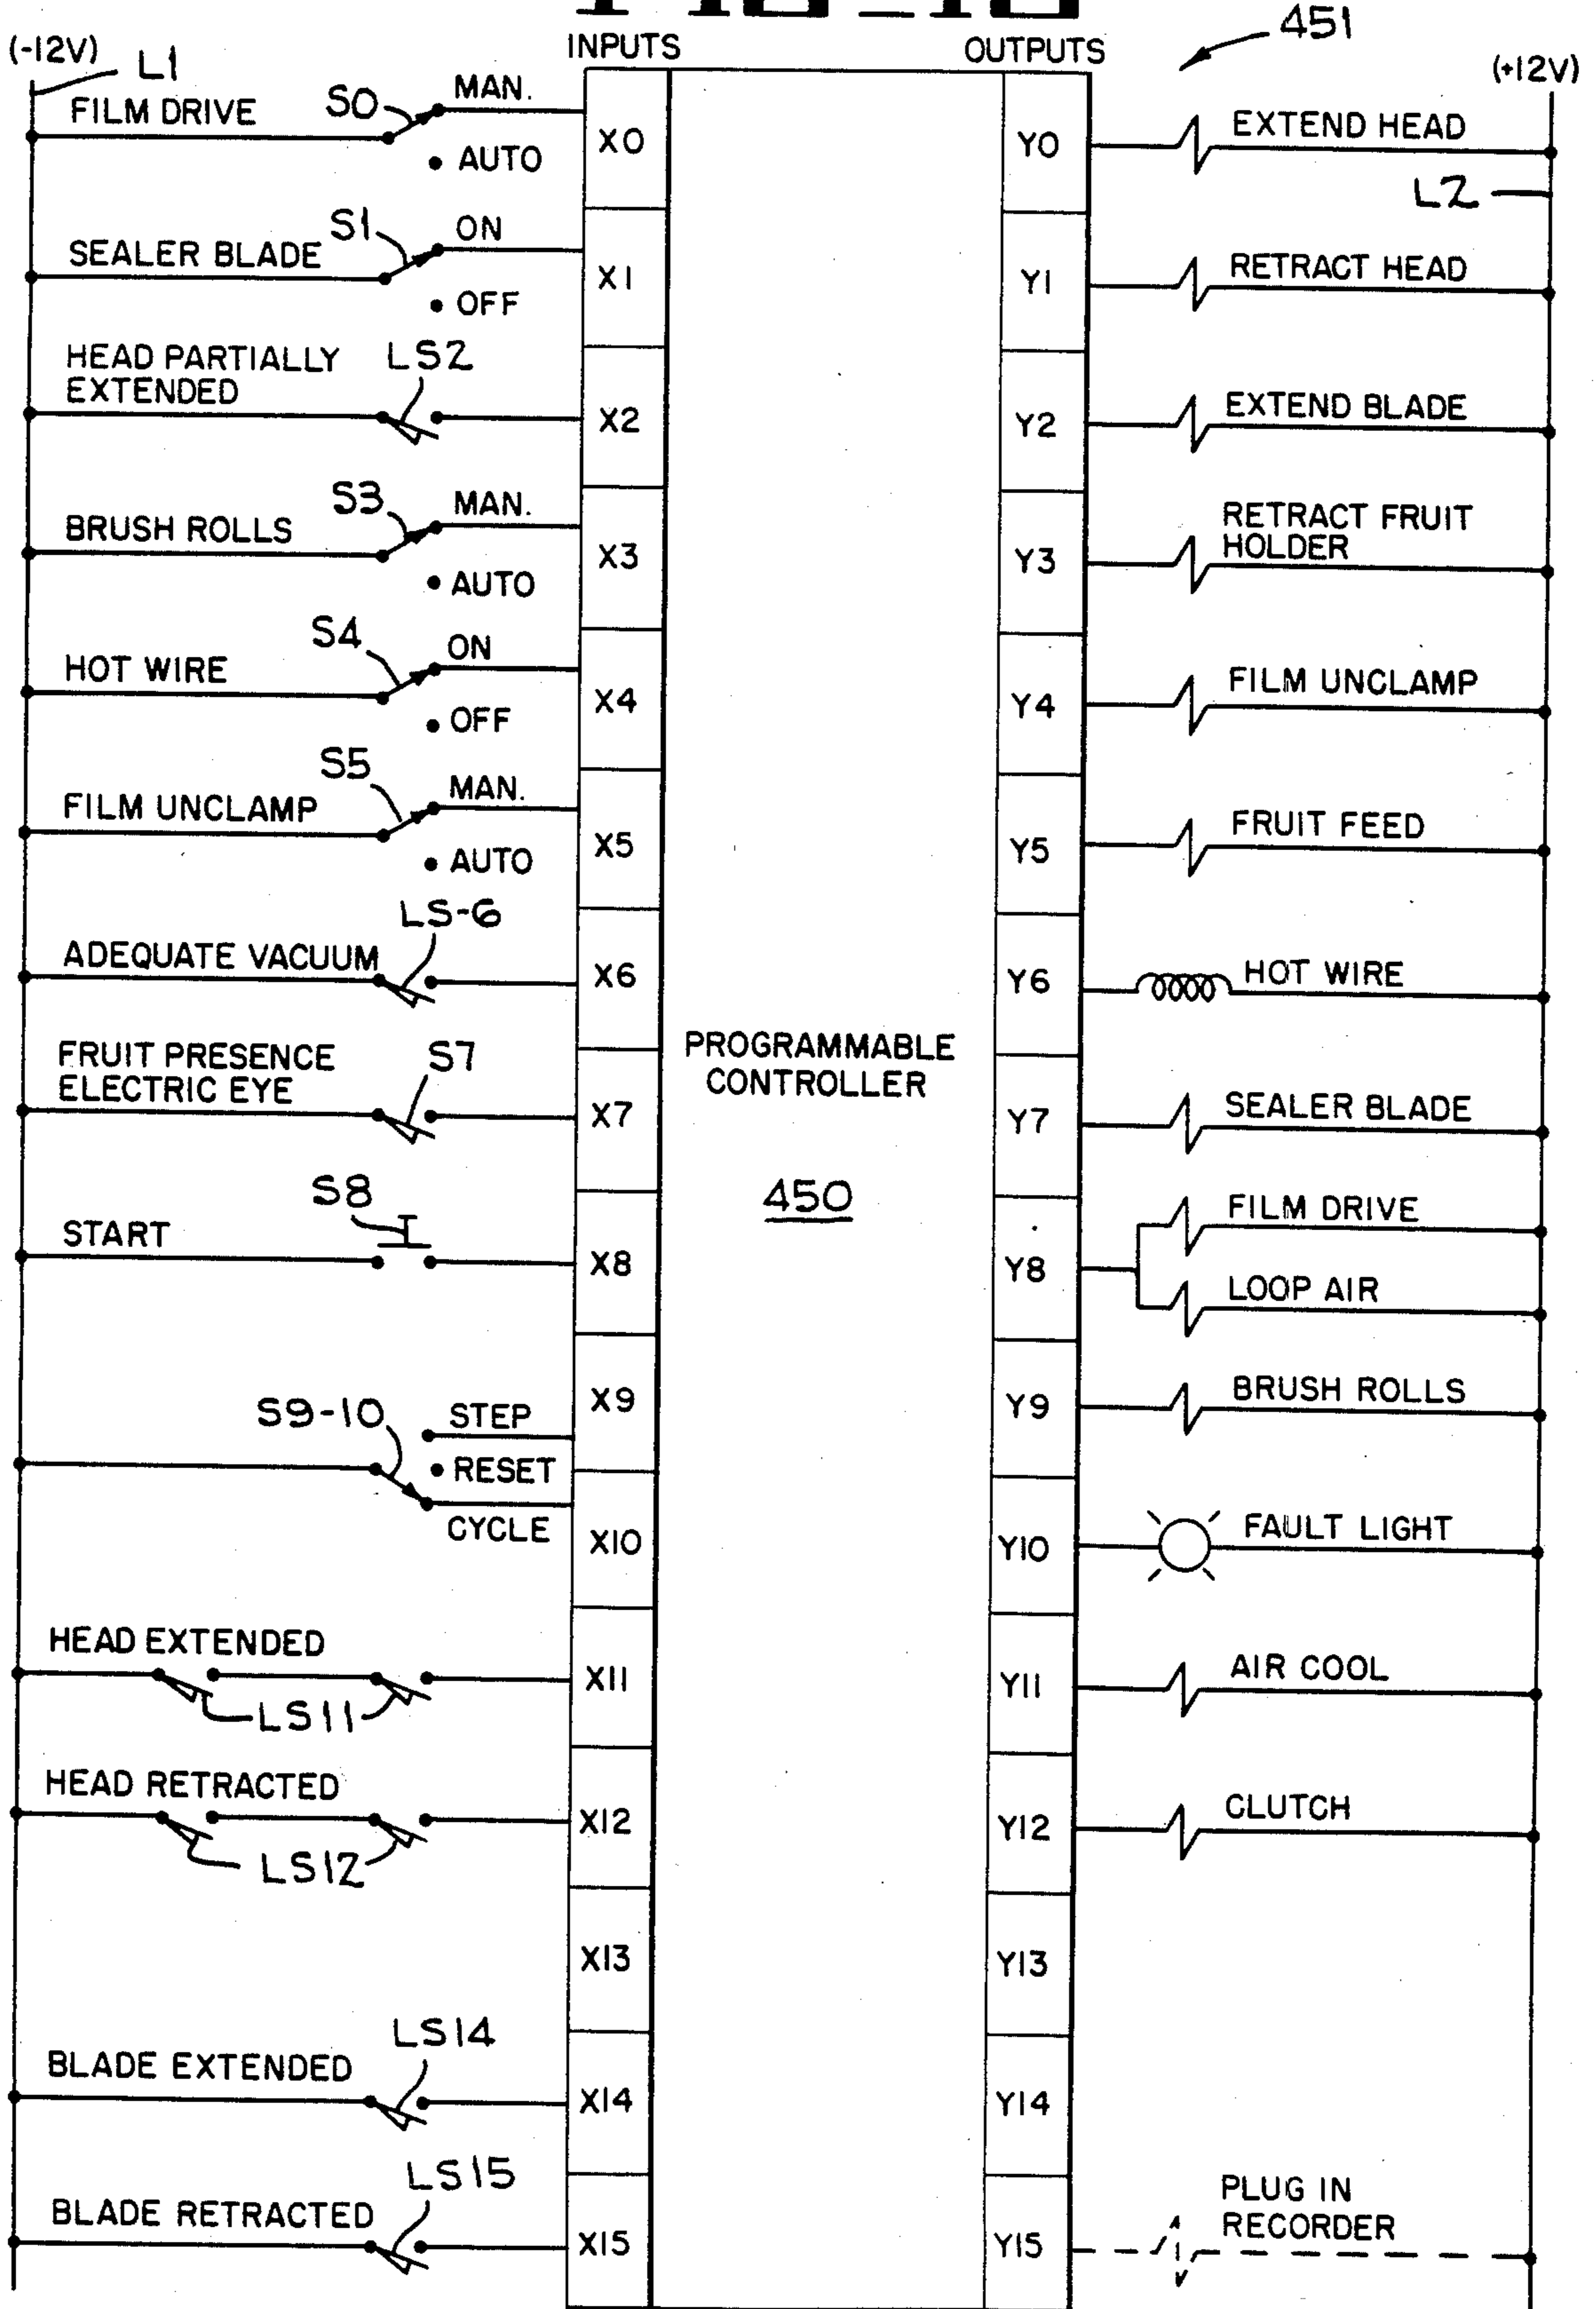 INPUTS
OUTPUTS
451
(-12V)
L1
(+12V)
FILM DRIVE
S0
MAN.
AUTO
X0
Y0
EXTEND HEAD
L2
SEALER BLADE
S1
ON
OFF
X1
Y1
RETRACT HEAD
HEAD PARTIALLY
EXTENDED
LS2
X2
Y2
EXTEND BLADE
BRUSH ROLLS
S3
MAN.
AUTO
X3
Y3
RETRACT FRUIT
HOLDER
HOT WIRE
S4
ON
OFF
X4
Y4
FILM UNCLAMP
FILM UNCLAMP
S5
MAN.
AUTO
X5
Y5
FRUIT FEED
ADEQUATE VACUUM
LS-6
X6
Y6
HOT WIRE
FRUIT PRESENCE
ELECTRIC EYE
S7
X7
PROGRAMMABLE
CONTROLLER
450
Y7
SEALER BLADE
START
S8
X8
Y8
FILM DRIVE
LOOP AIR
S9-10
STEP
RESET
CYCLE
X9
Y9
BRUSH ROLLS
X10
Y10
FAULT LIGHT
HEAD EXTENDED
LS11
X11
Y11
AIR COOL
HEAD RETRACTED
LS12
X12
Y12
CLUTCH
X13
Y13
BLADE EXTENDED
LS14
X14
Y14
BLADE RETRACTED
LS15
X15
Y15
PLUG IN
RECORDER